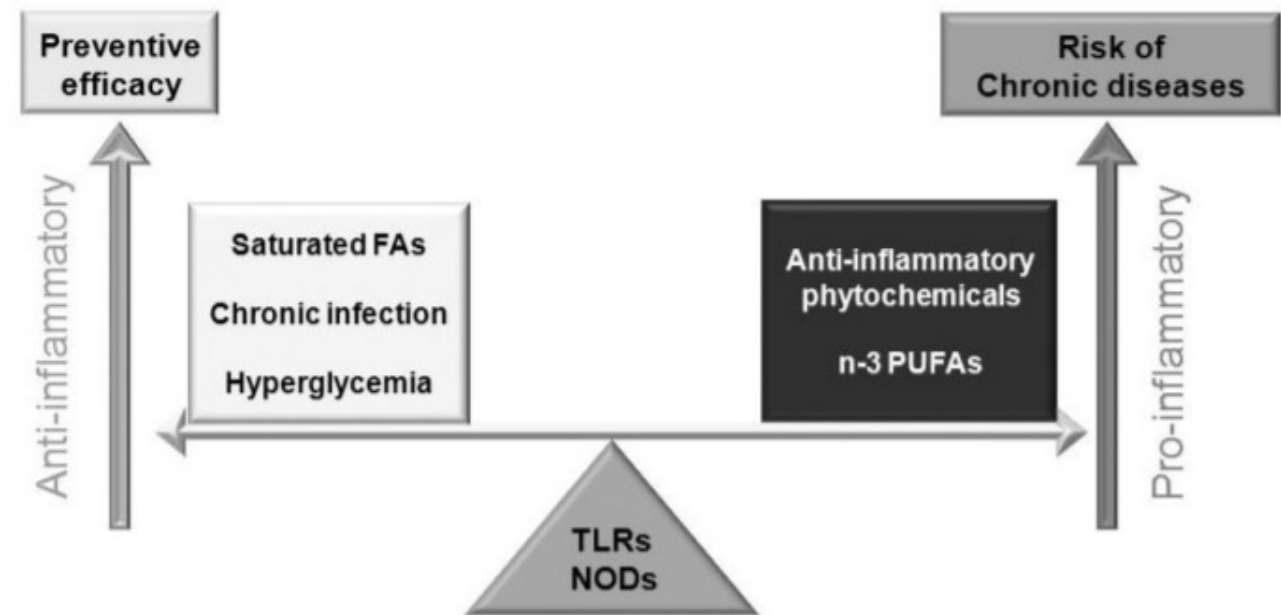 Preventive
efficacy
Risk of
Chronic diseases
Anti-inflammatory
Saturated FAs
Chronic infection
Hyperglycemia
Anti-inflammatory
phytochemicals
n-3 PUFAs
Pro-inflammatory
TLRs
NODs